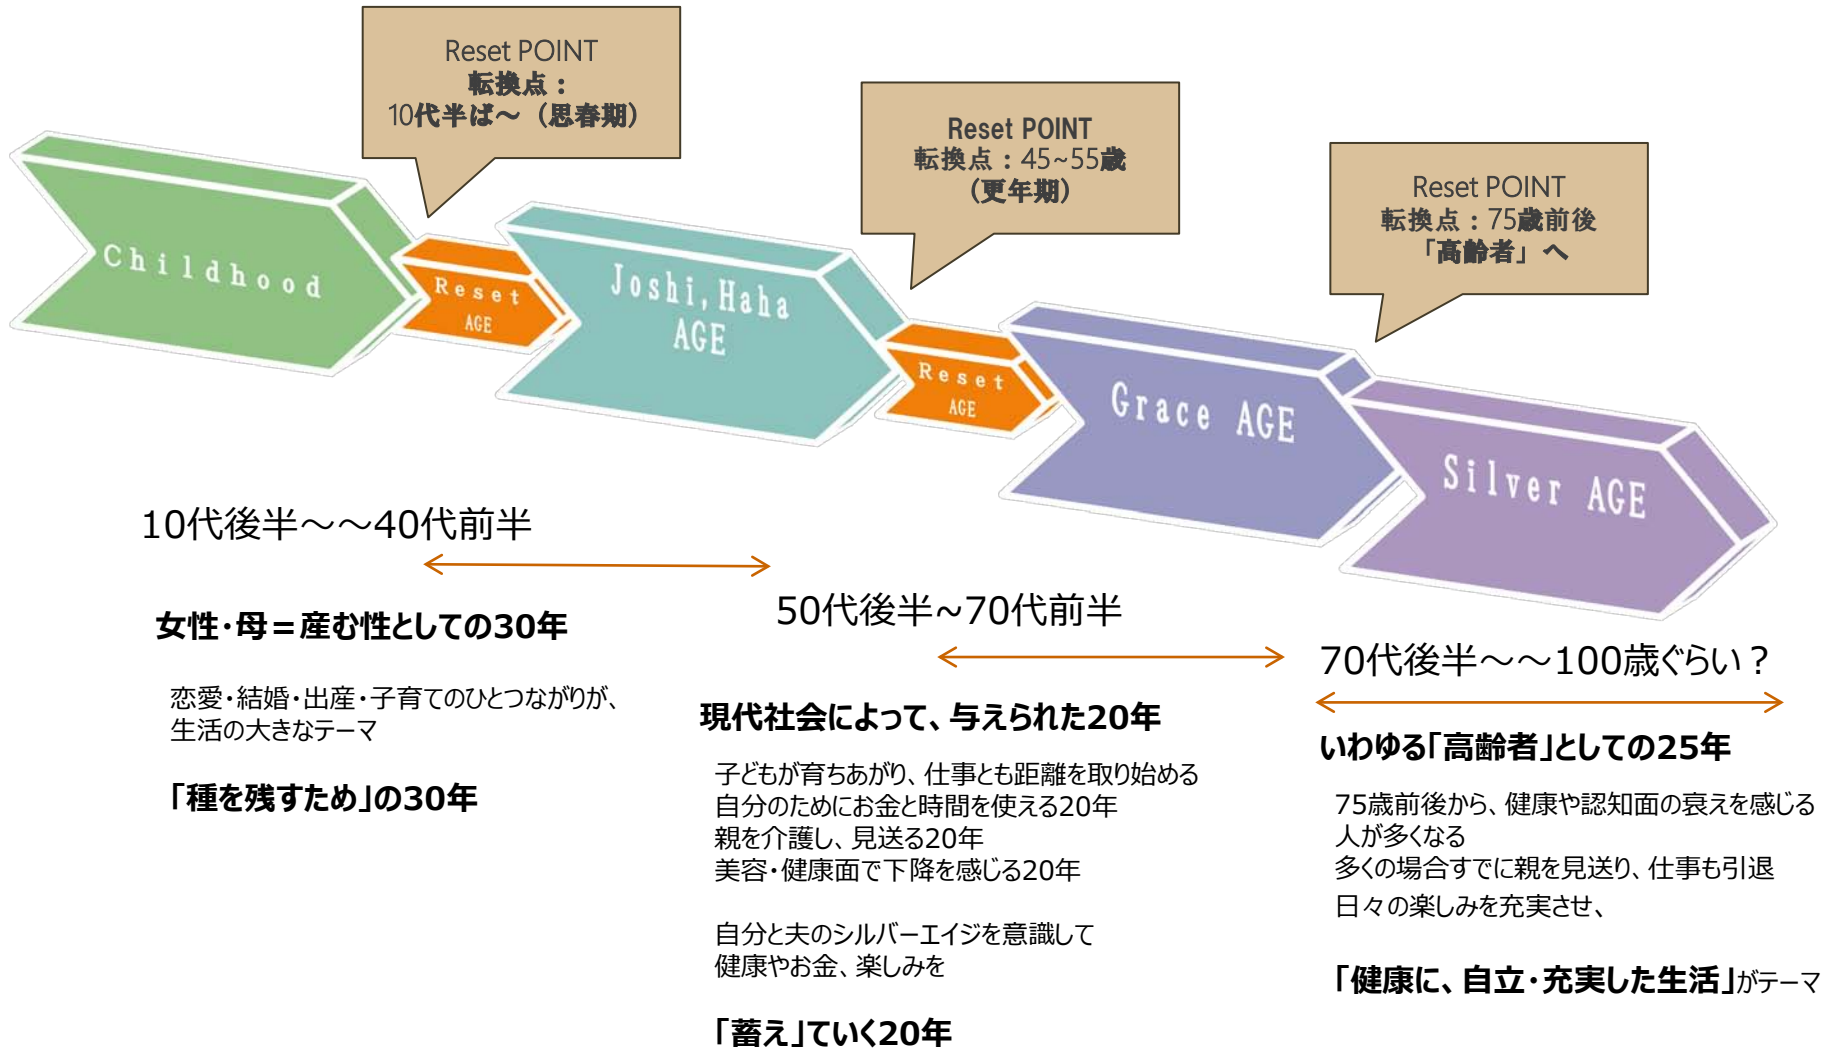 Reset POINT
転換点：
10代半ば～（思春期）
Reset POINT
転換点：45~55歳
（更年期）
Reset POINT
転換点：75歳前後
「高齢者」へ
Childhood
Reset
AGE
Joshi,Haha
AGE
Reset
AGE
Grace AGE
Silver AGE
10代後半～～40代前半
女性・母＝産む性としての30年
恋愛・結婚・出産・子育てのひとつながりが、
生活の大きなテーマ
「種を残すため」の30年
50代後半~70代前半
現代社会によって、与えられた20年
子どもが育ちあがり、仕事とも距離を取り始める
自分のためにお金と時間を使える20年
親を介護し、見送る20年
美容・健康面で下降を感じる20年
自分と夫のシルバーエイジを意識して
健康やお金、楽しみを
「蓄え」ていく20年
70代後半～～100歳ぐらい？
いわゆる「高齢者」としての25年
75歳前後から、健康や認知面の衰えを感じる
人が多くなる
多くの場合すでに親を見送り、仕事も引退
日々の楽しみを充実させ、
「健康に、自立・充実した生活」がテーマ